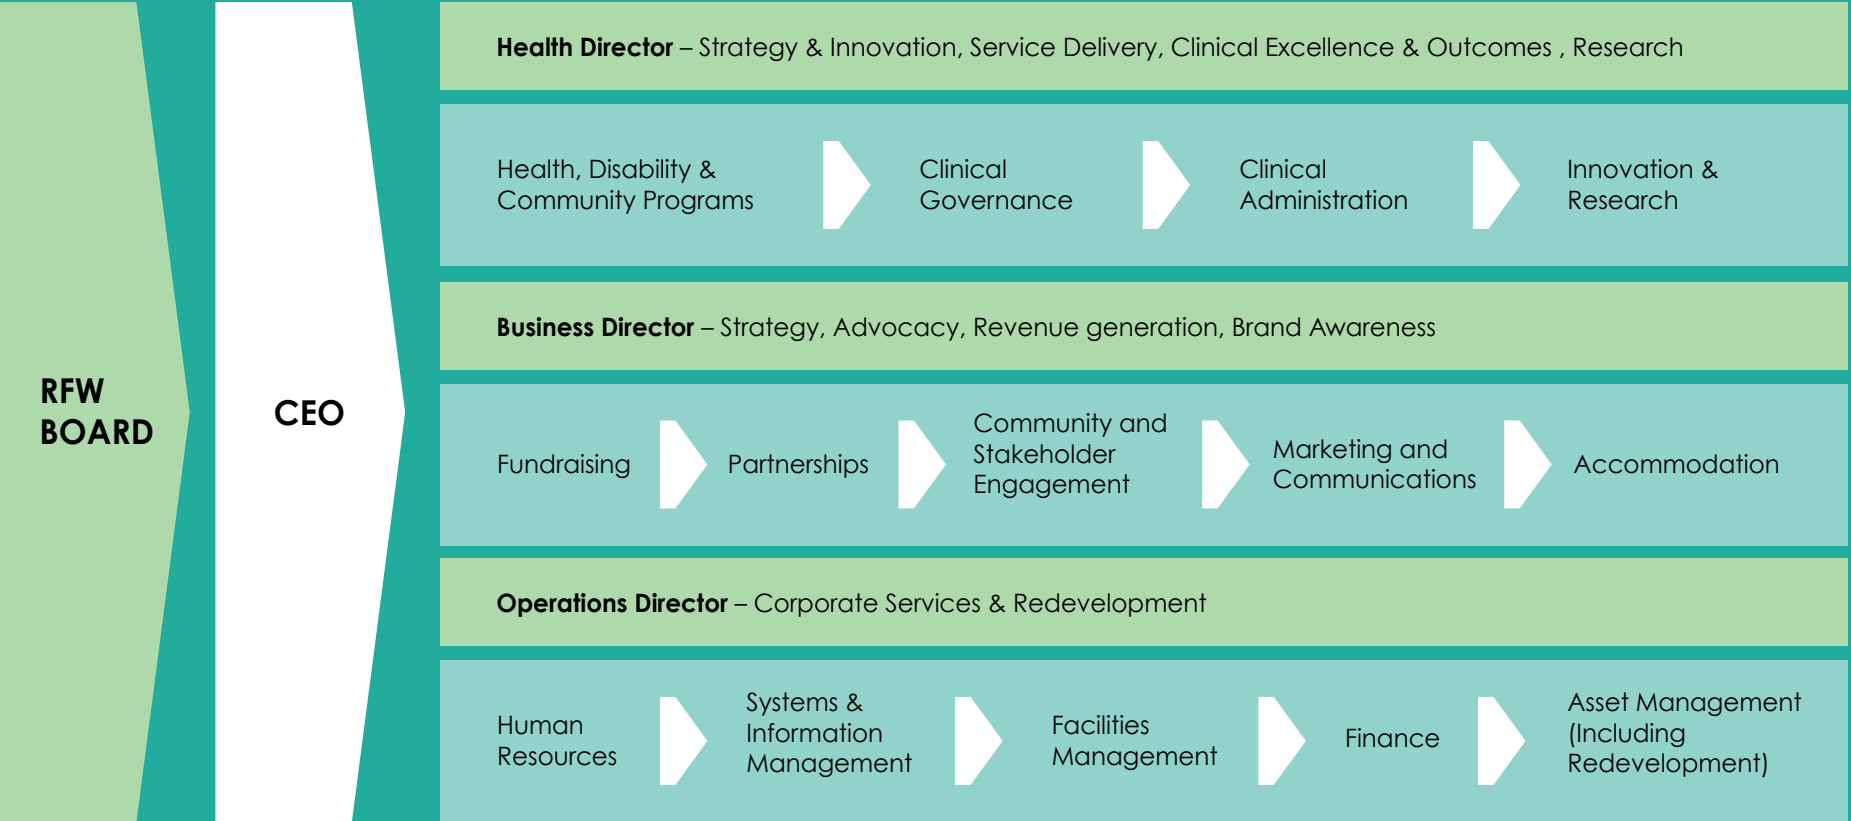 RFW
BOARD
CEO
Health Director – Strategy & Innovation, Service Delivery, Clinical Excellence & Outcomes , Research
Health, Disability &
Community Programs
Clinical
Governance
Clinical
Administration
Innovation &
Research
Business Director – Strategy, Advocacy, Revenue generation, Brand Awareness
Fundraising
Partnerships
Community and
Stakeholder
Engagement
Marketing and
Communications
Accommodation
Operations Director – Corporate Services & Redevelopment
Human
Resources
Systems &
Information
Management
Facilities
Management
Finance
Asset Management
(Including
Redevelopment)